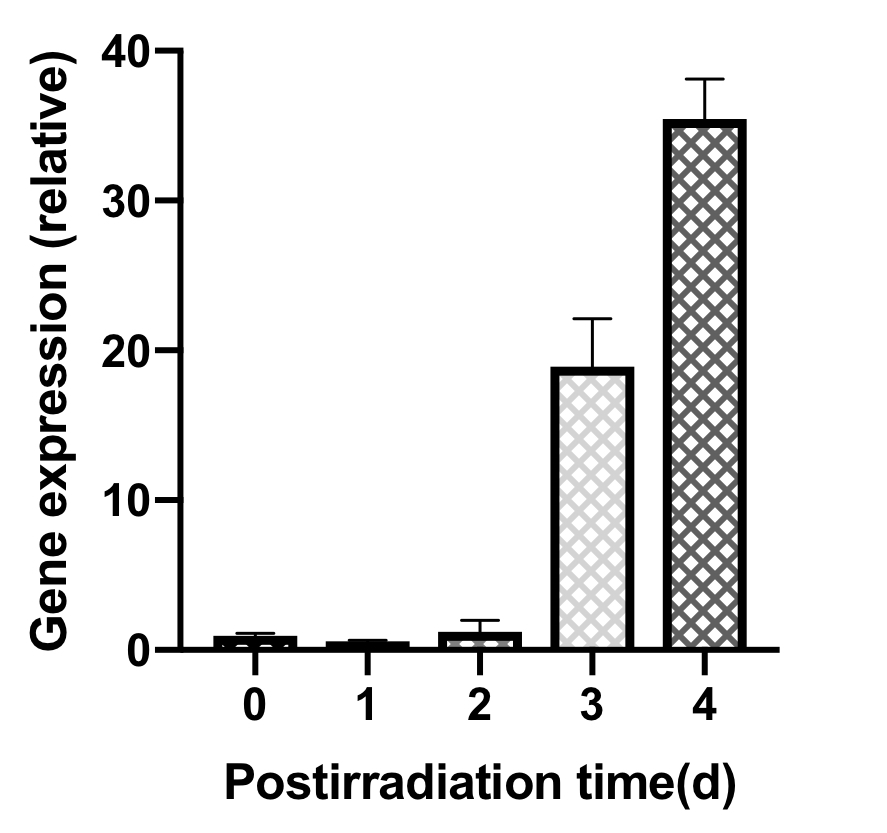 Gene expression (relative)
40
30
20
10
0
0 1 2 3 4
Postirradiation time(d)